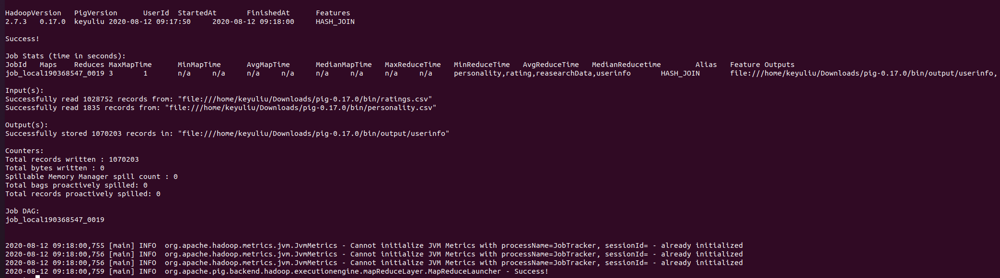 HadoopVersion PigVersion UserId StartedAt FinishedAt Features
2.7.3 0.17.0 keyuliu 2020-08-12 09:17:50 2020-08-12 09:18:00 HASH_JOIN
Success!
Job Stats (time in seconds):
JobId Maps Reduces MaxMapTime MinMapTime AvgMapTime MedianMapTime MaxReduceTime MinReduceTime AvgReduceTime MedianReducetime Alias Feature Outputs
job_local190368547_0019 3 1 n/a n/a n/a n/a n/a n/a n/a n/a personality,rating,reasearchData,userinfo HASH_JOIN file:///home/keyuliu/Downloads/pig-0.17.0/bin/output/userinfo,
Input(s):
Successfully read 1028752 records from: "file:///home/keyuliu/Downloads/pig-0.17.0/bin/ratings.csv"
Successfully read 1835 records from: "file:///home/keyuliu/Downloads/pig-0.17.0/bin/personality.csv"
Output(s):
Successfully stored 1070203 records in: "file:///home/keyuliu/Downloads/pig-0.17.0/bin/output/userinfo"
Counters:
Total records written : 1070203
Total bytes written : 0
Spillable Memory Manager spill count : 0
Total bags proactively spilled: 0
Total records proactively spilled: 0
Job DAG:
job_local190368547_0019
2020-08-12 09:18:00,755 [main] INFO org.apache.hadoop.metrics.jvm.JvmMetrics - Cannot initialize JVM Metrics with processName=JobTracker, sessionId= - already initialized
2020-08-12 09:18:00,756 [main] INFO org.apache.hadoop.metrics.jvm.JvmMetrics - Cannot initialize JVM Metrics with processName=JobTracker, sessionId= - already initialized
2020-08-12 09:18:00,756 [main] INFO org.apache.hadoop.metrics.jvm.JvmMetrics - Cannot initialize JVM Metrics with processName=JobTracker, sessionId= - already initialized
2020-08-12 09:18:00,759 [main] INFO org.apache.pig.backend.hadoop.executionengine.mapReduceLayer.MapReduceLauncher - Success!